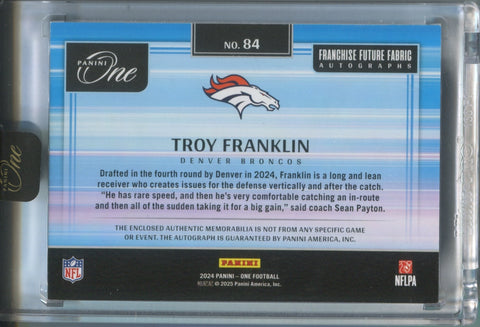 NO. 84
PANINI
One
FRANCHISE FUTURE FABRIC
AUTOGRAPHS
TROY FRANKLIN
DENVER BRONCOS
Drafted in the fourth round by Denver in 2024, Franklin is a long and lean
receiver who creates issues for the defense vertically and after the catch.
“He has rare speed, and then he’s very comfortable catching an in-route
and then all of the sudden taking it for a big gain,” said coach Sean Payton.
THE ENCLOSED AUTHENTIC MEMORABILIA IS NOT FROM ANY SPECIFIC GAME
OR EVENT. THE AUTOGRAPH IS GUARANTEED BY PANINI AMERICA, INC.
PANINI
NFL
NFLPA
2024 PANINI – ONE FOOTBALL
© 2025 Panini America, Inc.
PANINI
One